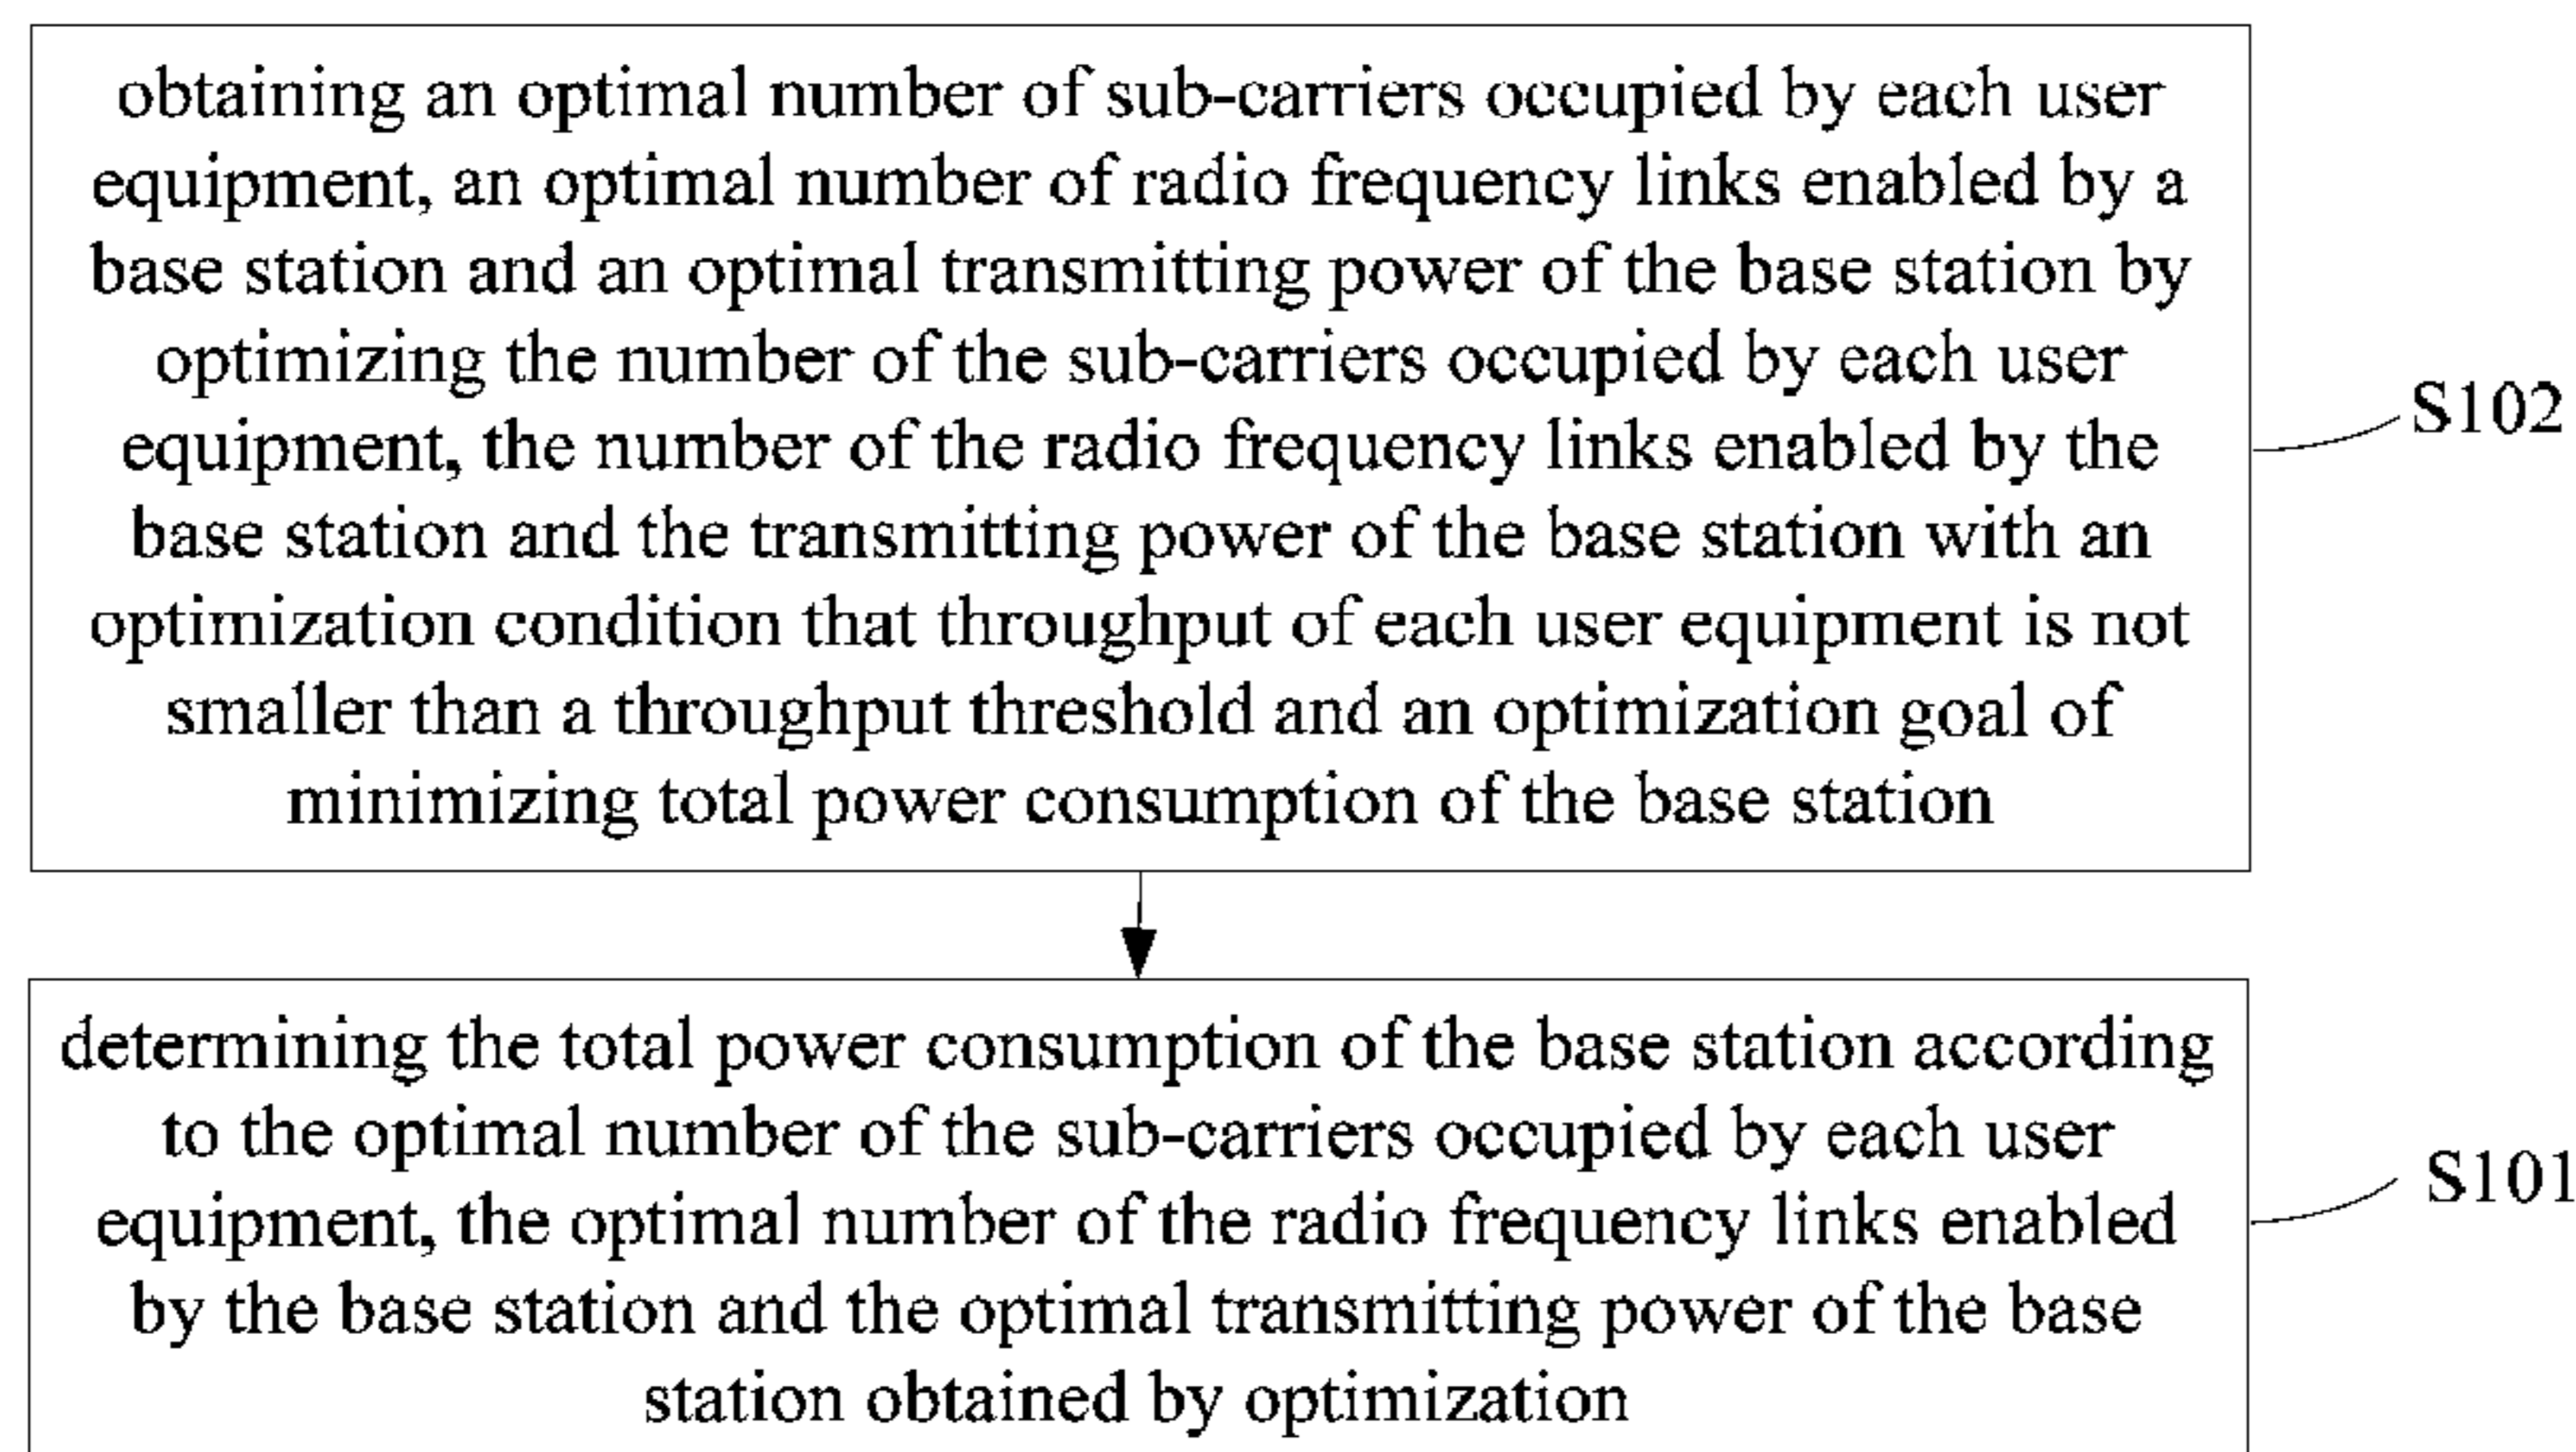 obtaining an optimal number of sub-carriers occupied by each user
equipment, an optimal number of radio frequency links enabled by a
base station and an optimal transmitting power of the base station by
optimizing the number of the sub-carriers occupied by each user
equipment, the number of the radio frequency links enabled by the
base station and the transmitting power of the base station with an
optimization condition that throughput of each user equipment is not
smaller than a throughput threshold and an optimization goal of
minimizing total power consumption of the base station
S102
determining the total power consumption of the base station according
to the optimal number of the sub-carriers occupied by each user
equipment, the optimal number of the radio frequency links enabled
by the base station and the optimal transmitting power of the base
station obtained by optimization
S101